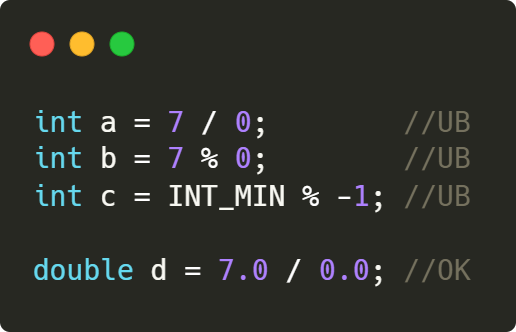 int a = 7 / 0;        //UB
int b = 7 % 0;        //UB
int c = INT_MIN % -1; //UB
double d = 7.0 / 0.0; //OK